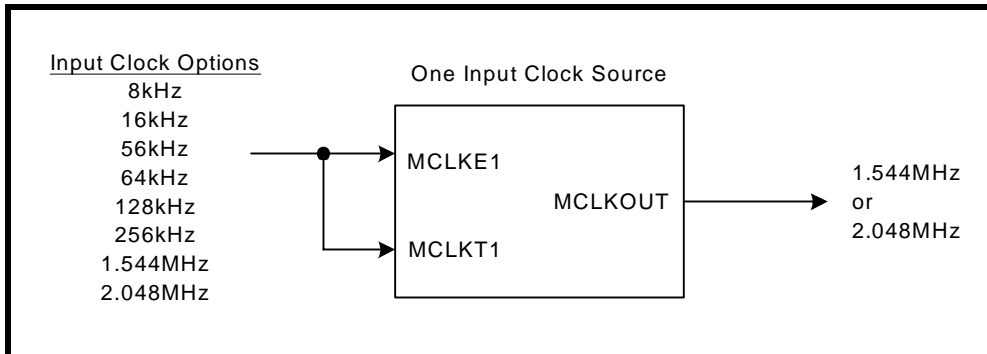 Input Clock Options
8kHz
16kHz
56kHz
64kHz
128kHz
256kHz
1.544MHz
2.048MHz
One Input Clock Source
MCLKE1
MCLKT1
MCLKOUT
1.544MHz
or
2.048MHz